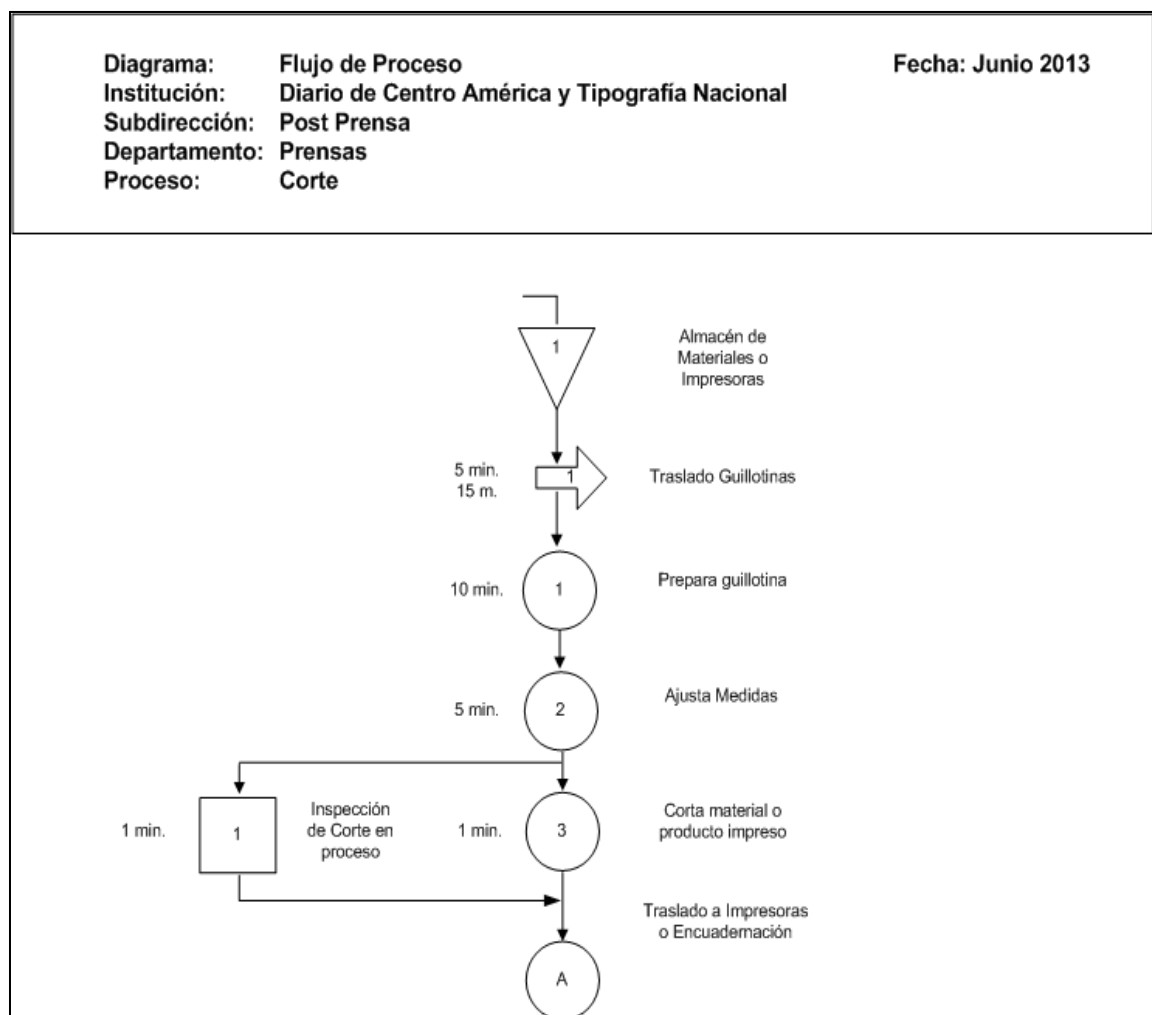 Diagrama: Flujo de Proceso Fecha: Junio 2013
Institución: Diario de Centro América y Tipografía Nacional
Subdirección: Post Prensa
Departamento: Prensas
Proceso: Corte
1
Almacén de
Materiales o
Impresoras
5 min.
15 m.
1
Traslado Guillotinas
10 min.
1
Prepara guillotina
5 min.
2
Ajusta Medidas
1 min.
1
Inspección
de Corte en
proceso
1 min.
3
Corta material o
producto impreso
Traslado a Impresoras
o Encuadernación
A